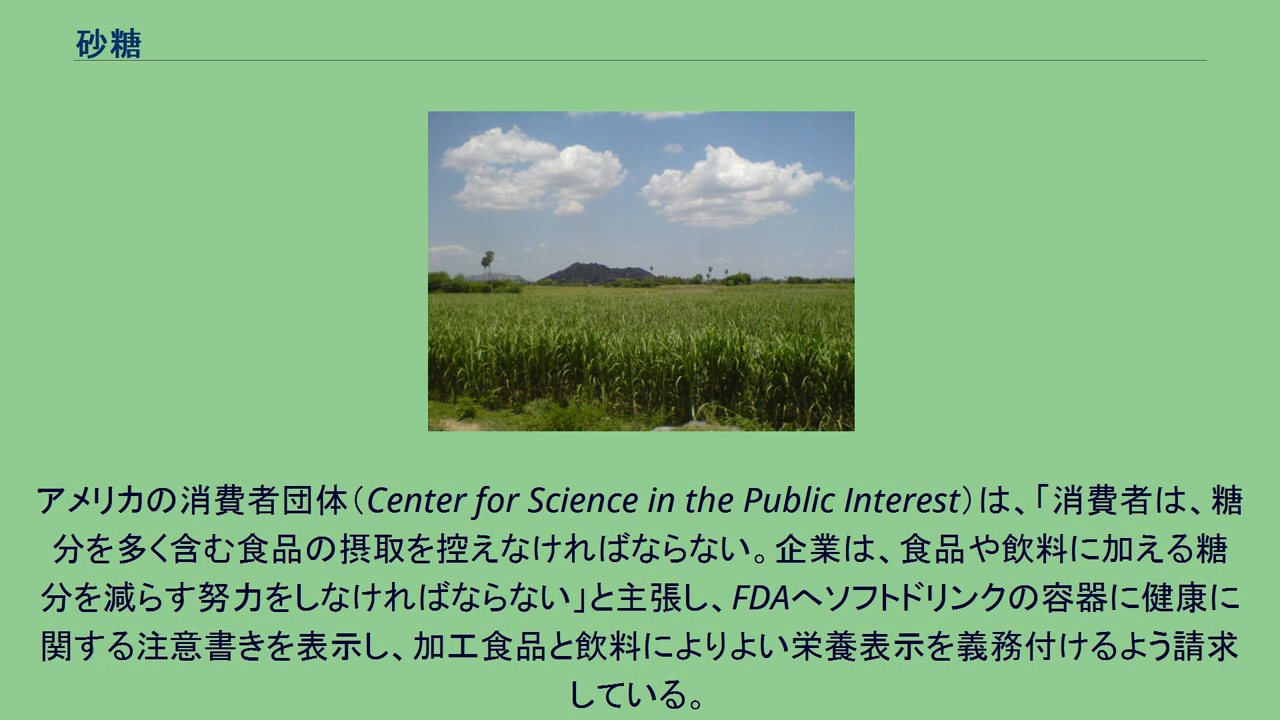 砂糖
アメリカの消費者団体（Center for Science in the Public Interest）は、「消費者は、糖
分を多く含む食品の摂取を控えなければならない。企業は、食品や飲料に加える糖
分を減らす努力をしなければならない」と主張し、FDAへソフトドリンクの容器に健康に
関する注意書きを表示し、加工食品と飲料によりよい栄養表示を義務付けるよう請求
している。